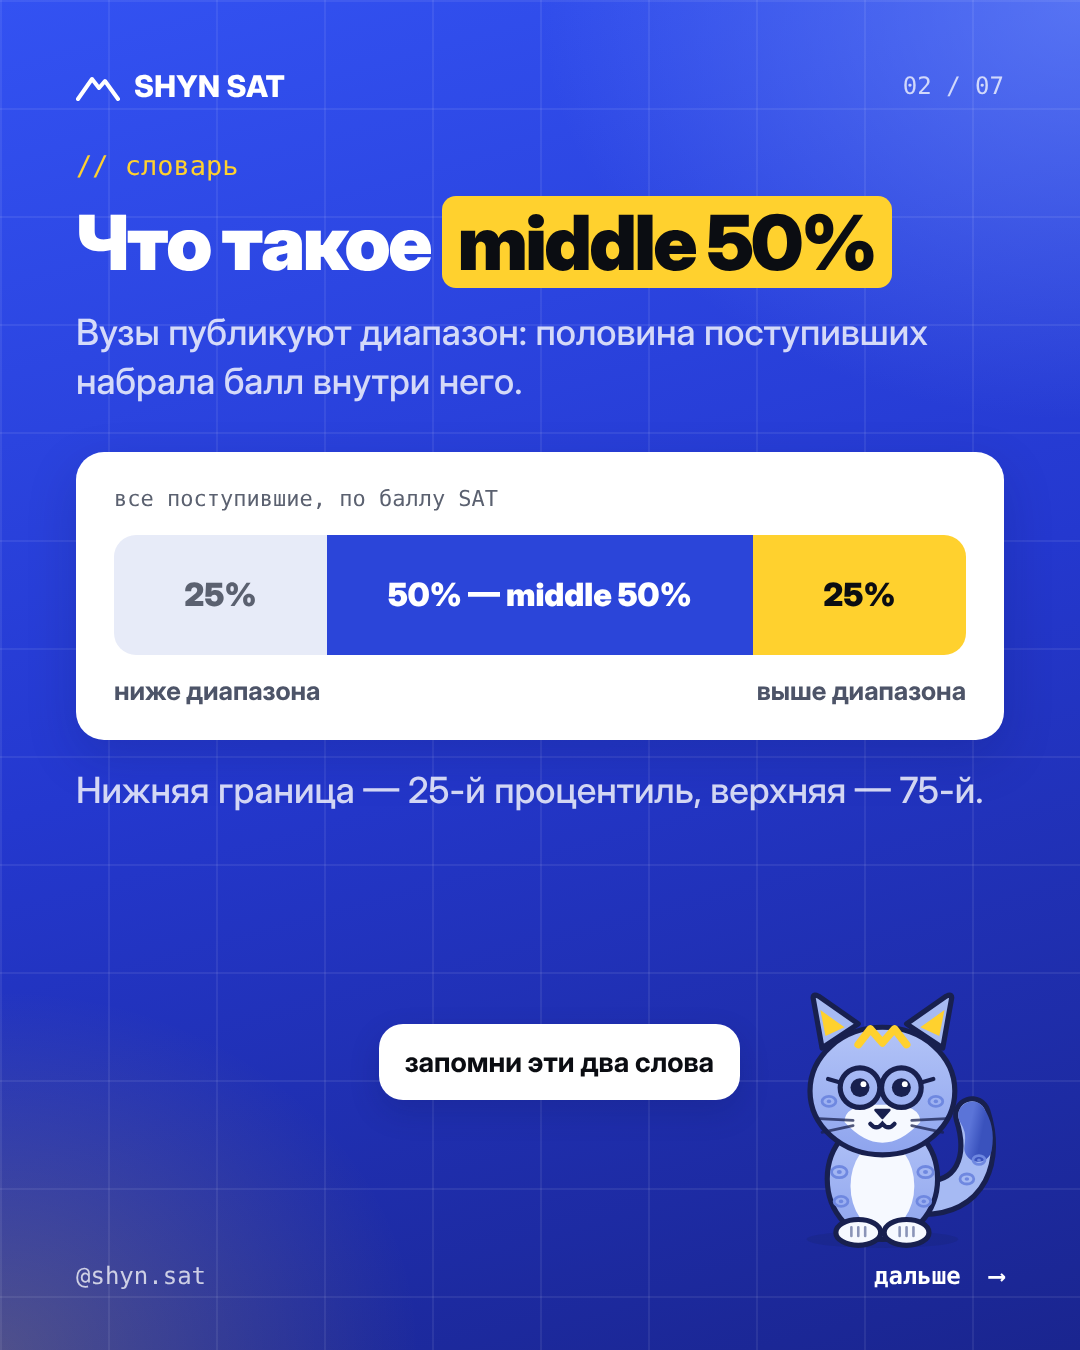 SHYN SAT
02 / 07
// словарь
Что такое middle 50%
Вузы публикуют диапазон: половина поступивших
набрала балл внутри него.
все поступившие, по баллу SAT
25%
50% — middle 50%
25%
ниже диапазона
выше диапазона
Нижняя граница — 25-й процентиль, верхняя — 75-й.
запомни эти два слова
@shyn.sat
дальше →